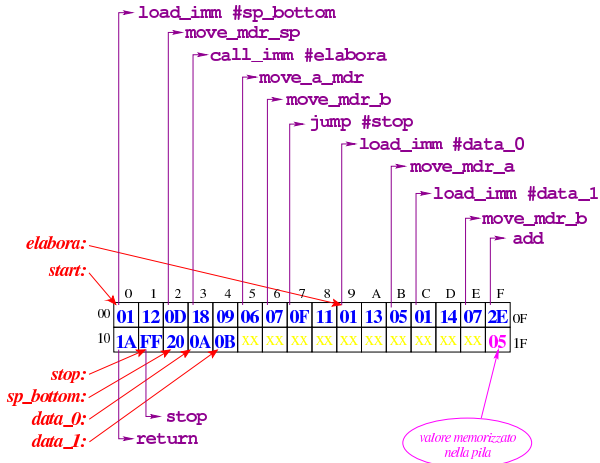 load_imm #sp_bottom
move_mdr_sp
call_imm #elabora
move_a_mdr
move_mdr_b
jump #stop
load_imm #data_0
move_mdr_a
load_imm #data_1
move_mdr_b
add
elabora:
start:
0 1 2 3 4 5 6 7 8 9 A B C D E F
00 01 12 0D 18 09 06 07 0F 11 01 13 05 01 14 07 2E 0F
10 1A FF 20 0A 0B xx xx xx xx xx xx xx xx xx xx 05 1F
stop:
sp_bottom:
data_0:
data_1:
stop
return
valore memorizzato
nella pila